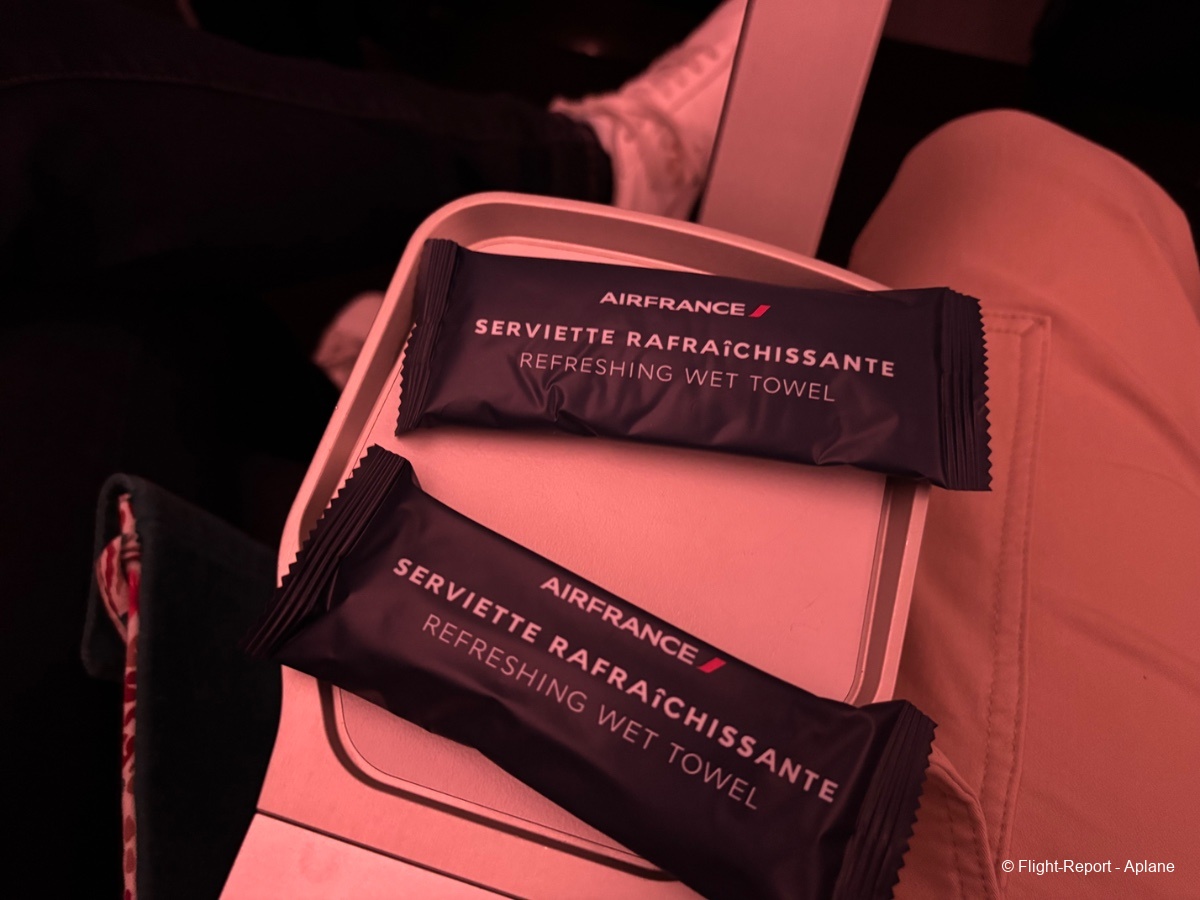 AIRFRANCE
SERVIETTE RAFRAîCHISSANTE
REFRESHING WET TOWEL
AIRFRANCE
SERVIETTE RAFRAîCHISSANTE
REFRESHING WET TOWEL
© Flight-Report - Aplane